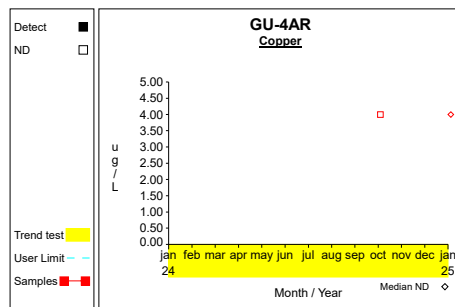 Detect
ND
Trend test
User Limit
Samples
GU-4AR
Copper
ug/L
5.00
4.50
4.00
3.50
3.00
2.50
2.00
1.50
1.00
0.50
0.00
jan feb mar apr may jun jul aug sep oct nov dec jan
24 25
Month / Year
Median ND